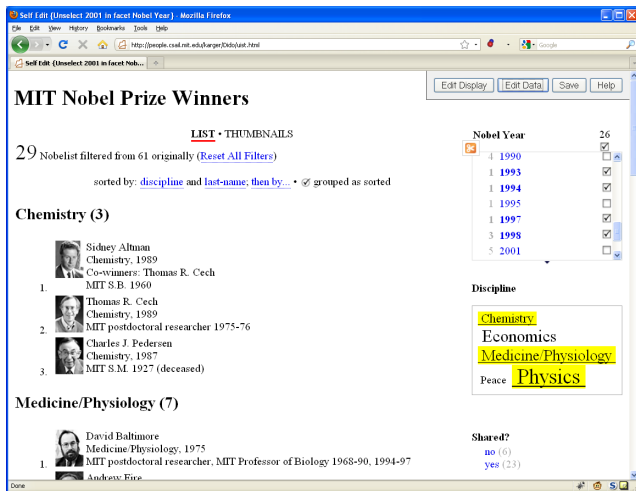 Self Edit {Unselect 2001 in facet Nobel Year} - Mozilla Firefox
File Edit View History Bookmarks Tools Help
http://people.csail.mit.edu/karger/Dido/uist.html
Google
Self Edit {Unselect 2001 in facet Nob...
Edit Display Edit Data Save Help
MIT Nobel Prize Winners
LIST • THUMBNAILS
29 Nobelist filtered from 61 originally (Reset All Filters)
sorted by: discipline and last-name; then by... • grouped as sorted
Chemistry (3)
Sidney Altman
Chemistry, 1989
Co-winners: Thomas R. Cech
1. MIT S.B. 1960
Thomas R. Cech
Chemistry, 1989
2. MIT postdoctoral researcher 1975-76
Charles J. Pedersen
Chemistry, 1987
3. MIT S.M. 1927 (deceased)
Medicine/Physiology (7)
David Baltimore
Medicine/Physiology, 1975
1. MIT postdoctoral researcher, MIT Professor of Biology 1968-90, 1994-97
Andrew Fire
Nobel Year 26
4 1990
1 1993
1 1994
1 1995
1 1997
3 1998
5 2001
Discipline
Chemistry
Economics
Medicine/Physiology
Peace Physics
Shared?
no (6)
yes (23)
Done